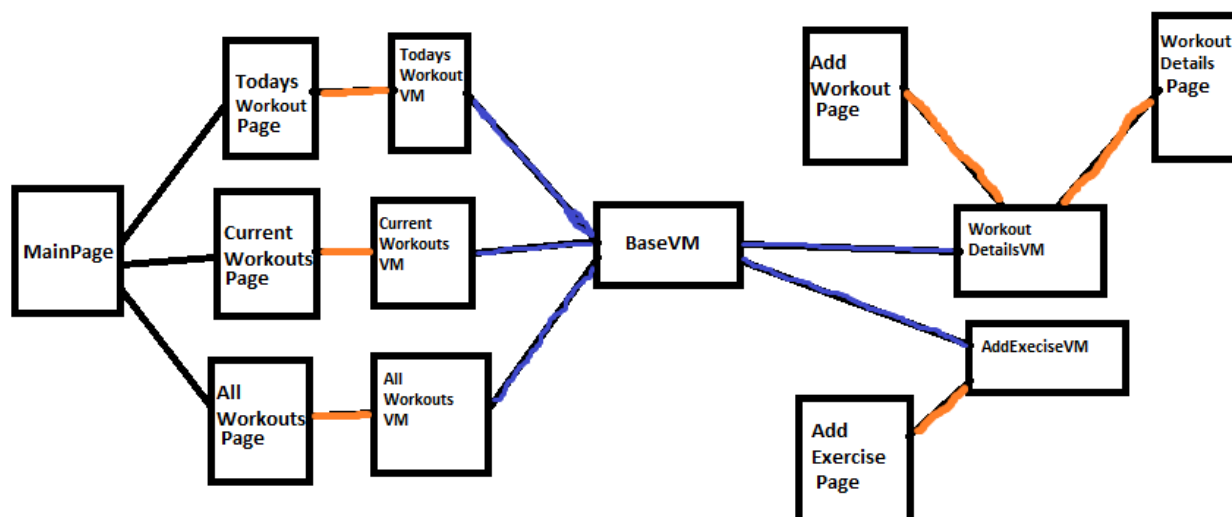 MainPage
Todays
Workout
Page
Todays
Workout
VM
Current
Workouts
Page
Current
Workouts
VM
All
Workouts
Page
All
Workouts
VM
BaseVM
Add
Workout
Page
Workout
Details
Page
Workout
DetailsVM
AddExeciseVM
Add
Exercise
Page